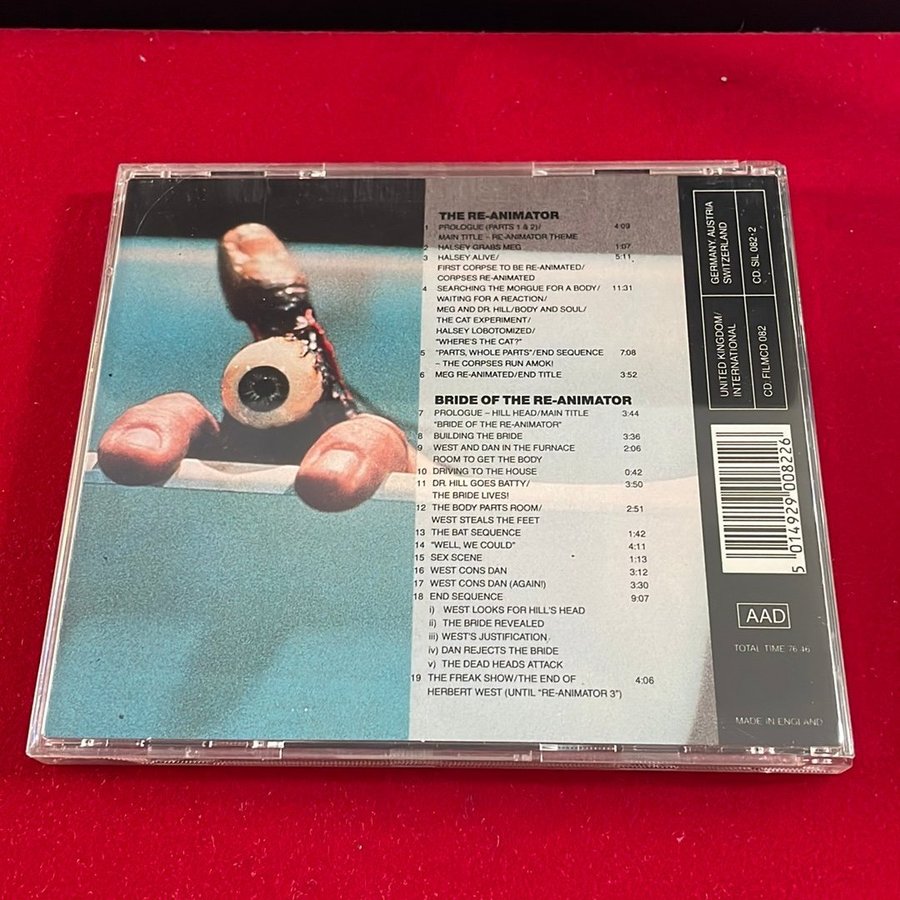 THE RE-ANIMATOR
1 PROLOGUE (PARTS 1 & 2)/ 4:09
MAIN TITLE – RE-ANIMATOR THEME
2 HALSEY GRABS MEG 1:07
3 HALSEY ALIVE/ 5:11
FIRST CORPSE TO BE RE-ANIMATED/
CORPSES RE-ANIMATED
4 SEARCHING THE MORGUE FOR A BODY/ 11:31
WAITING FOR A REACTION/
MEG AND DR. HILL/BODY AND SOUL/
THE CAT EXPERIMENT/
HALSEY LOBOTOMIZED/
"WHERE'S THE CAT?"
5 "PARTS, WHOLE PARTS"/END SEQUENCE 7:08
– THE CORPSES RUN AMOK!
6 MEG RE-ANIMATED/END TITLE 3:52
BRIDE OF THE RE-ANIMATOR
7 PROLOGUE – HILL HEAD/MAIN TITLE 3:44
"BRIDE OF THE RE-ANIMATOR"
8 BUILDING THE BRIDE 3:36
9 WEST AND DAN IN THE FURNACE 2:06
ROOM TO GET THE BODY
10 DRIVING TO THE HOUSE 0:42
11 DR. HILL GOES BATTY/ 3:50
THE BRIDE LIVES!
12 THE BODY PARTS ROOM/ 2:51
WEST STEALS THE FEET
13 THE BAT SEQUENCE 1:42
14 "WELL, WE COULD" 4:11
15 SEX SCENE 1:13
16 WEST CONS DAN 3:12
17 WEST CONS DAN (AGAIN!) 3:30
18 END SEQUENCE 9:07
i) WEST LOOKS FOR HILL'S HEAD
ii) THE BRIDE REVEALED
iii) WEST'S JUSTIFICATION
iv) DAN REJECTS THE BRIDE
v) THE DEAD HEADS ATTACK
19 THE FREAK SHOW/THE END OF 4:06
HERBERT WEST (UNTIL "RE-ANIMATOR 3")
GERMANY, AUSTRIA
SWITZERLAND
CD. SIL 082-2
UNITED KINGDOM/
INTERNATIONAL
CD. FILMCD 082
5 014929 008226
AAD
TOTAL TIME 76:46
MADE IN ENGLAND